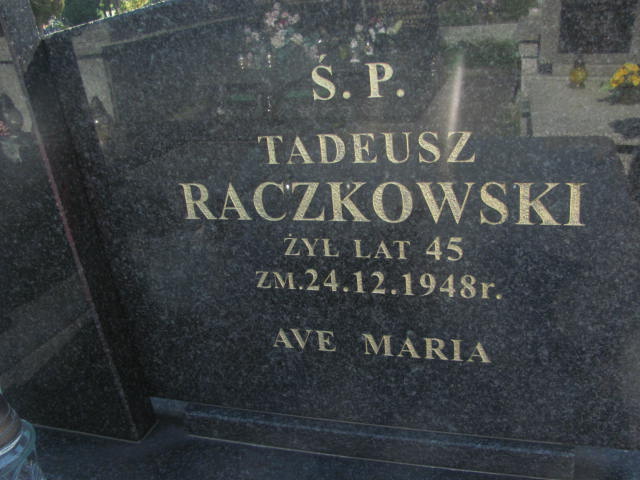 Ś. P.
TADEUSZ
RACZKOWSKI
ŻYŁ LAT 45
ZM. 24.12.1948r.
AVE MARIA